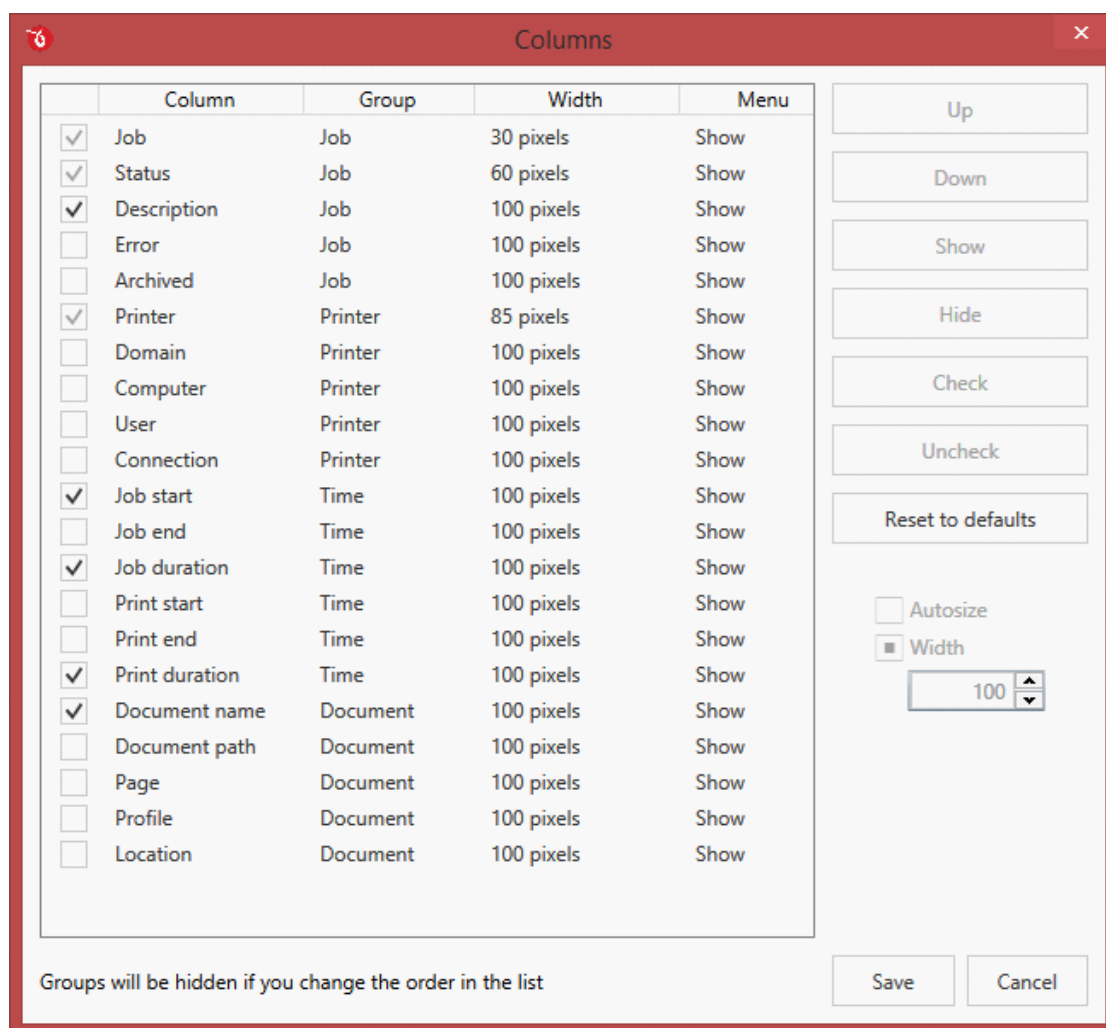 Columns
Column Group Width Menu
Job Job 30 pixels Show
Status Job 60 pixels Show
Description Job 100 pixels Show
Error Job 100 pixels Show
Archived Job 100 pixels Show
Printer Printer 85 pixels Show
Domain Printer 100 pixels Show
Computer Printer 100 pixels Show
User Printer 100 pixels Show
Connection Printer 100 pixels Show
Job start Time 100 pixels Show
Job end Time 100 pixels Show
Job duration Time 100 pixels Show
Print start Time 100 pixels Show
Print end Time 100 pixels Show
Print duration Time 100 pixels Show
Document name Document 100 pixels Show
Document path Document 100 pixels Show
Page Document 100 pixels Show
Profile Document 100 pixels Show
Location Document 100 pixels Show
Up
Down
Show
Hide
Check
Uncheck
Reset to defaults
Autosize
Width
100
Groups will be hidden if you change the order in the list
Save Cancel